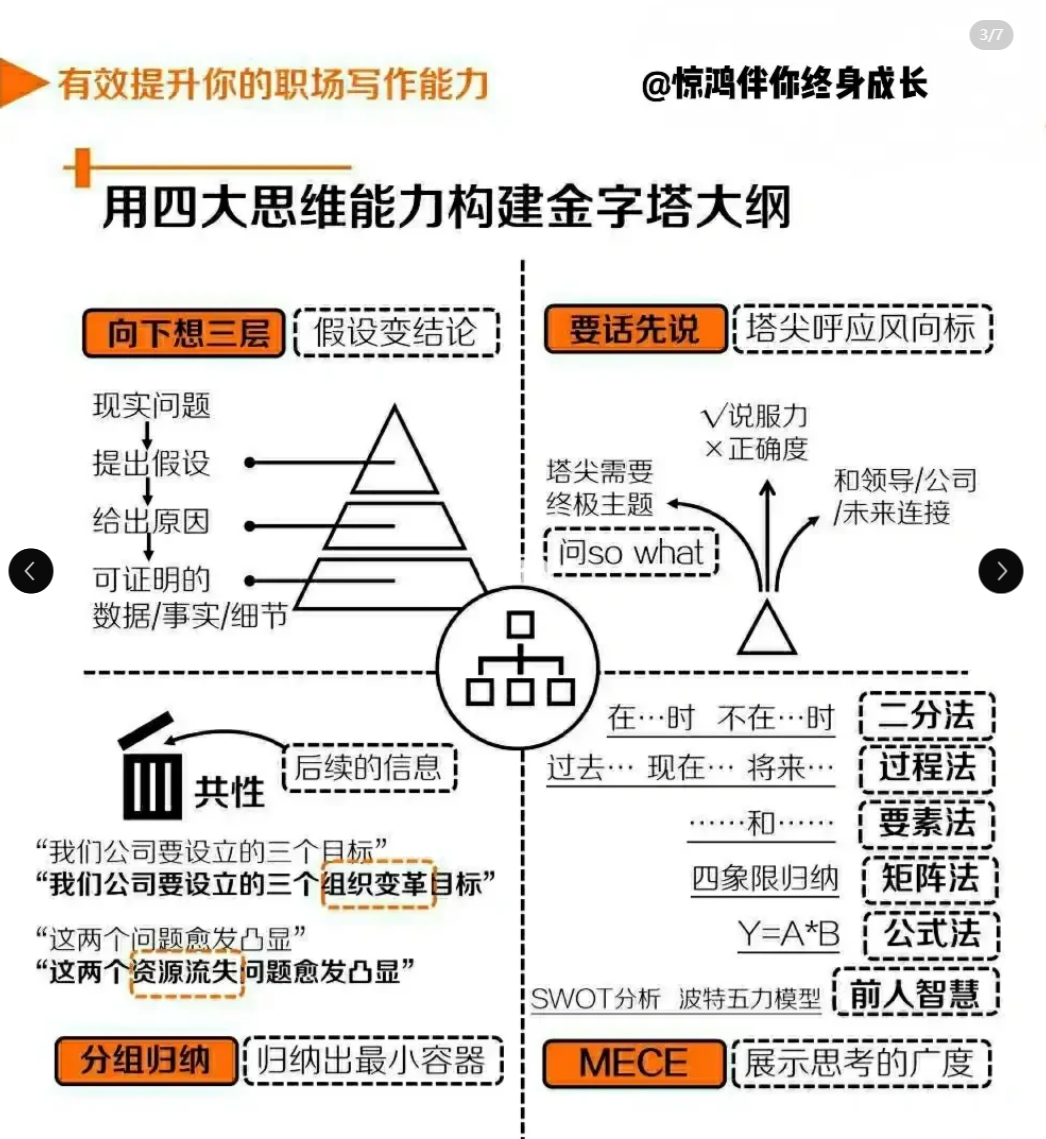 3/7
有效提升你的职场写作能力
@惊鸿伴你终身成长
用四大思维能力构建金字塔大纲
向下想三层 假设变结论
现实问题
提出假设
给出原因
可证明的
数据/事实/细节
要话先说 塔尖呼应风向标
√说服力
×正确度
塔尖需要
终极主题
问so what
和领导/公司
/未来连接
后续的信息
共性
“我们公司要设立的三个目标”
“我们公司要设立的三个组织变革目标”
“这两个问题愈发凸显”
“这两个资源流失问题愈发凸显”
分组归纳 归纳出最小容器
在…时 不在…时 二分法
过去… 现在… 将来… 过程法
……和…… 要素法
四象限归纳 矩阵法
Y=A*B 公式法
SWOT分析 波特五力模型 前人智慧
MECE 展示思考的广度